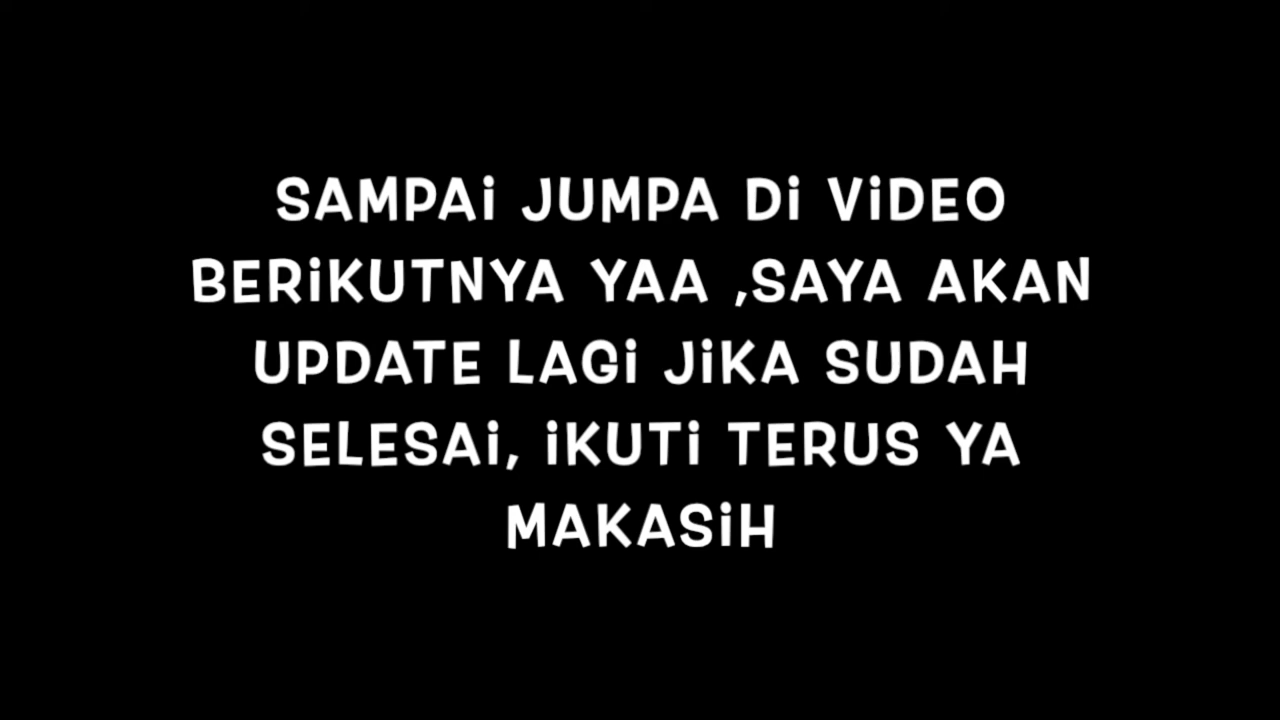 SAMPAi JUMPA Di ViDEO
BERiKUTNYA YAA ,SAYA AKAN
UPDATE LAGi JiKA SUDAH
SELESAi, iKUTi TERUS YA
MAKASiH